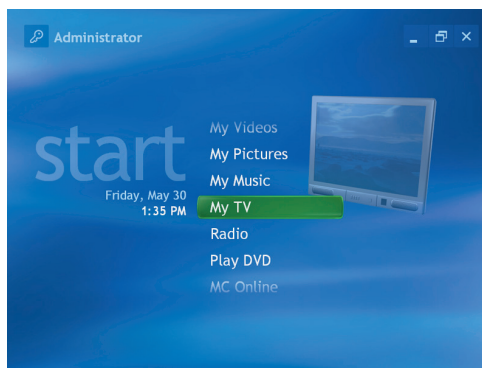 Administrator
start
Friday, May 30
1:35 PM
My Videos
My Pictures
My Music
My TV
Radio
Play DVD
MC Online